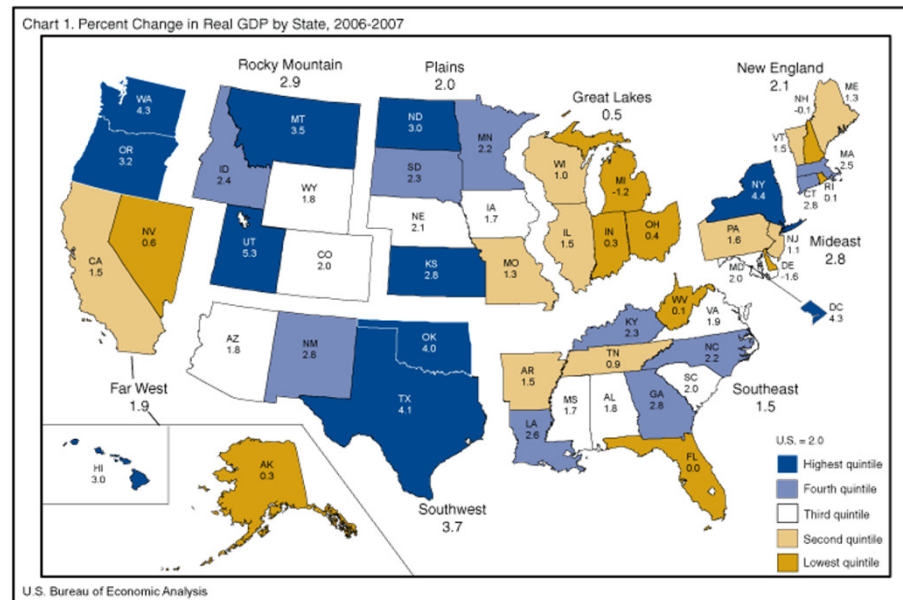 Chart 1. Percent Change in Real GDP by State, 2006-2007
Rocky Mountain
2.9
Plains
2.0
Great Lakes
0.5
New England
2.1
WA
4.3
OR
3.2
CA
1.5
NV
0.6
ID
2.4
MT
3.5
WY
1.8
UT
5.3
CO
2.0
AZ
1.8
NM
2.8
ND
3.0
SD
2.3
NE
2.1
KS
2.8
MN
2.2
IA
1.7
MO
1.3
OK
4.0
TX
4.1
WI
1.0
IL
1.5
MI
-1.2
IN
0.3
OH
0.4
NH
-0.1
ME
1.3
VT
1.5
MA
2.5
RI
0.1
CT
2.8
NY
4.4
PA
1.6
NJ
1.1
Mideast
2.8
MD
2.0
DE
-1.6
DC
4.3
WV
0.1
VA
1.9
KY
2.3
TN
0.9
NC
2.2
SC
2.0
AR
1.5
LA
2.6
MS
1.7
AL
1.8
GA
2.8
FL
0.0
Southeast
1.5
Far West
1.9
HI
3.0
AK
0.3
Southwest
3.7
U.S. = 2.0
Highest quintile
Fourth quintile
Third quintile
Second quintile
Lowest quintile
U.S. Bureau of Economic Analysis